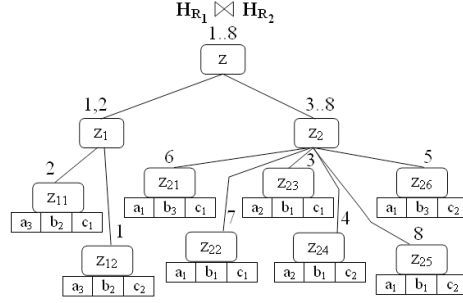 H_R1 ⋈ H_R2
1..8
z
1,2 3..8
z1 z2
2 6 3 5
z11 z21 z23 z26
a3 b2 c1 a1 b3 c1 a2 b1 c1 a1 b3 c2
1 7 4 8
z12 z22 z24 z25
a3 b2 c2 a1 b1 c1 a2 b1 c2 a1 b1 c2